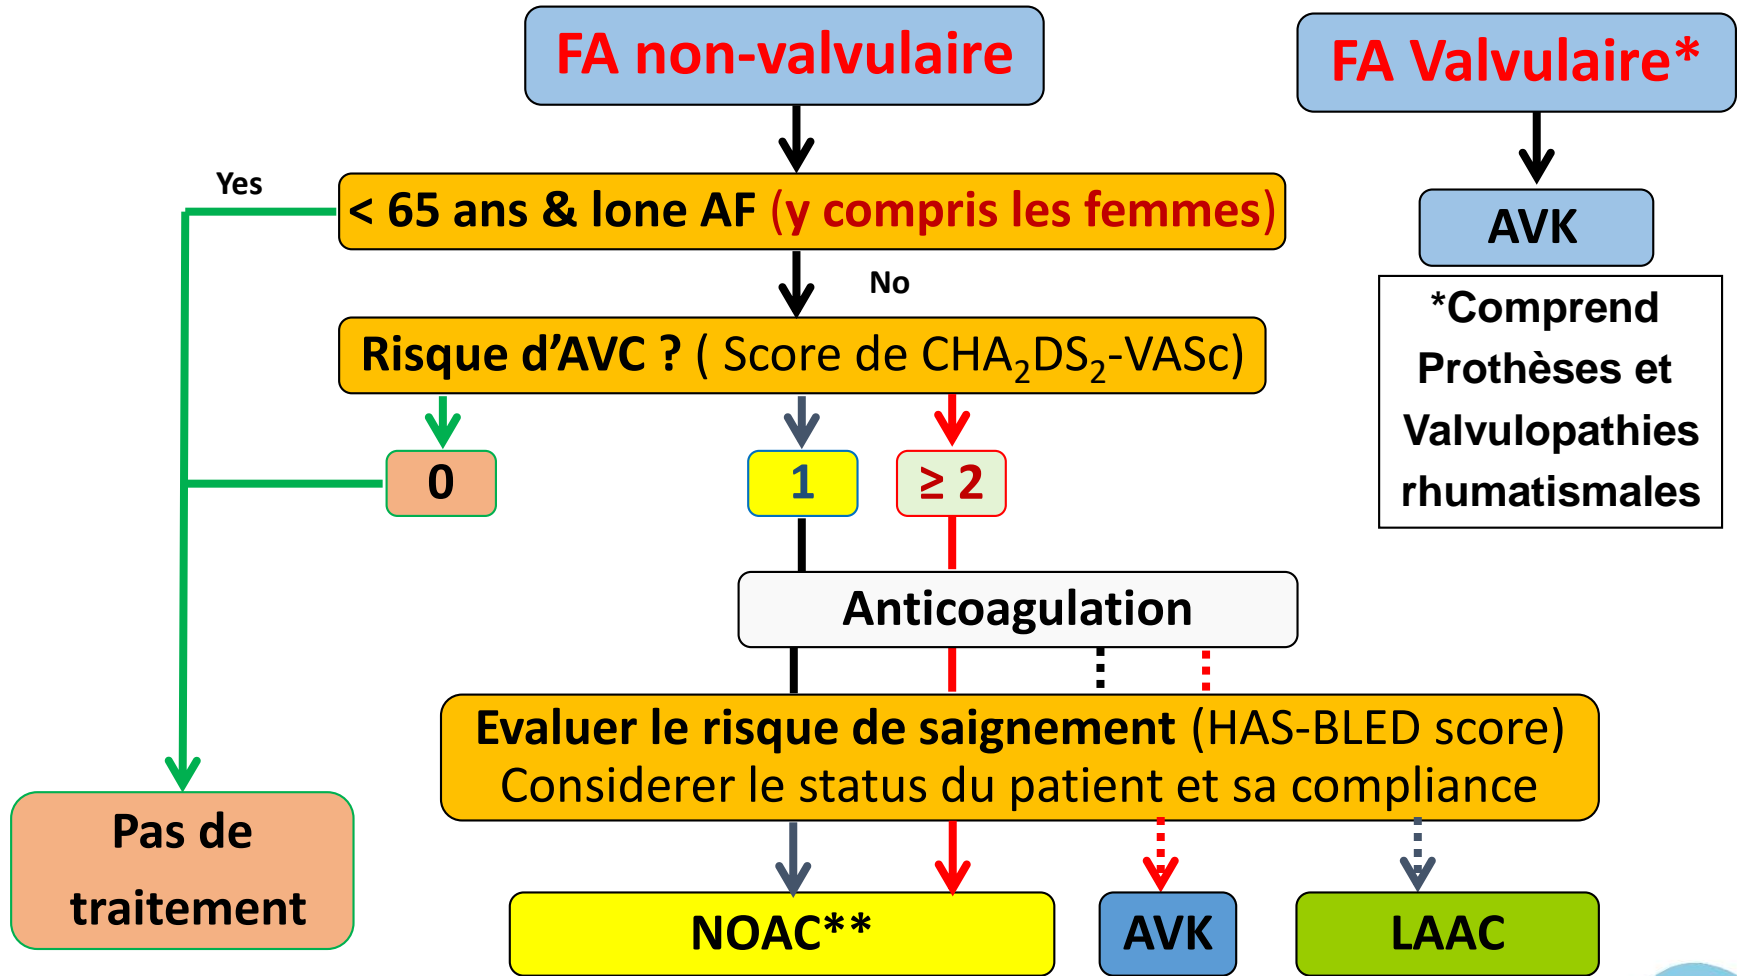 FA non-valvulaire
FA Valvulaire*
Yes
< 65 ans & lone AF (y compris les femmes)
AVK
No
*Comprend
Prothèses et
Valvulopathies
rhumatismales
Risque d’AVC ? ( Score de CHA₂DS₂-VASc)
0
1
≥ 2
Anticoagulation
Evaluer le risque de saignement (HAS-BLED score)
Considerer le status du patient et sa compliance
Pas de
traitement
NOAC**
AVK
LAAC